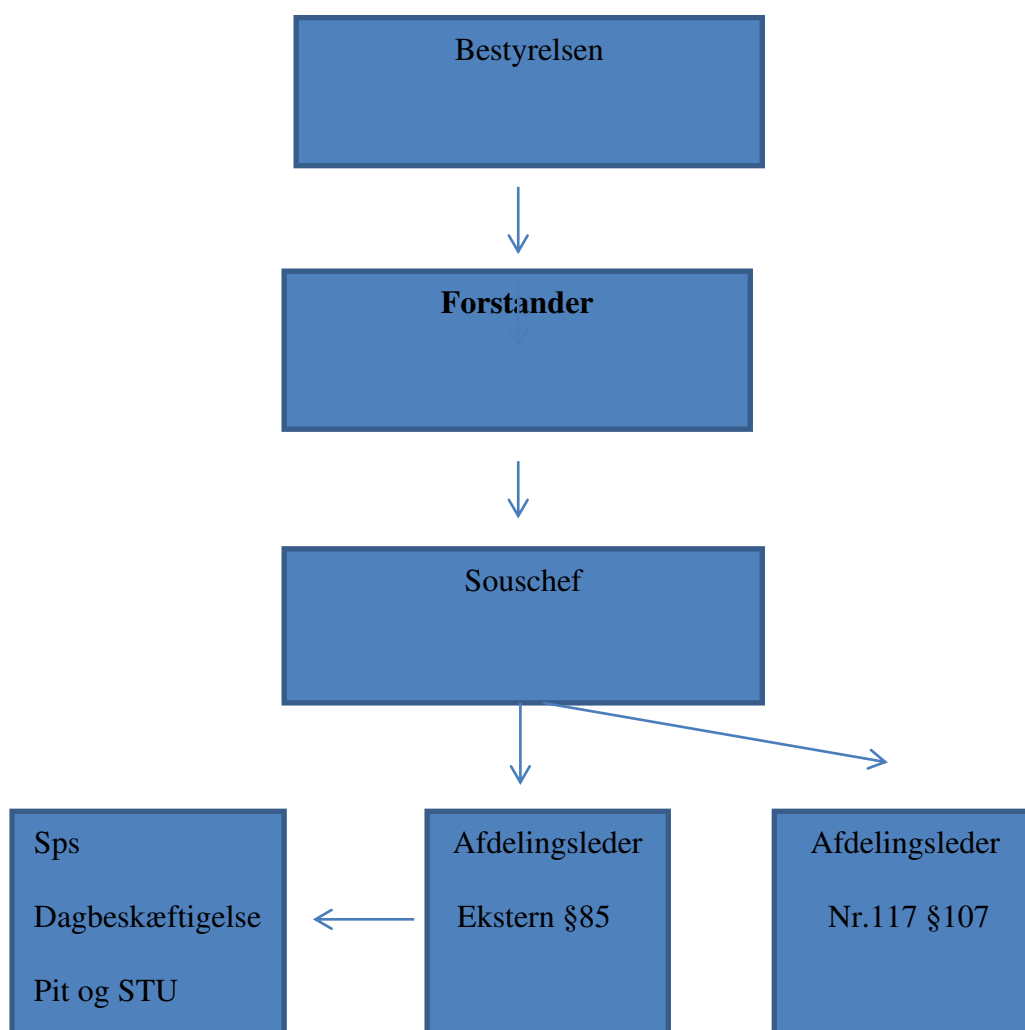 Bestyrelsen
Forstander
Souschef
Sps
Dagbeskæftigelse
Pit og STU
Afdelingsleder
Ekstern §85
Afdelingsleder
Nr.117 §107